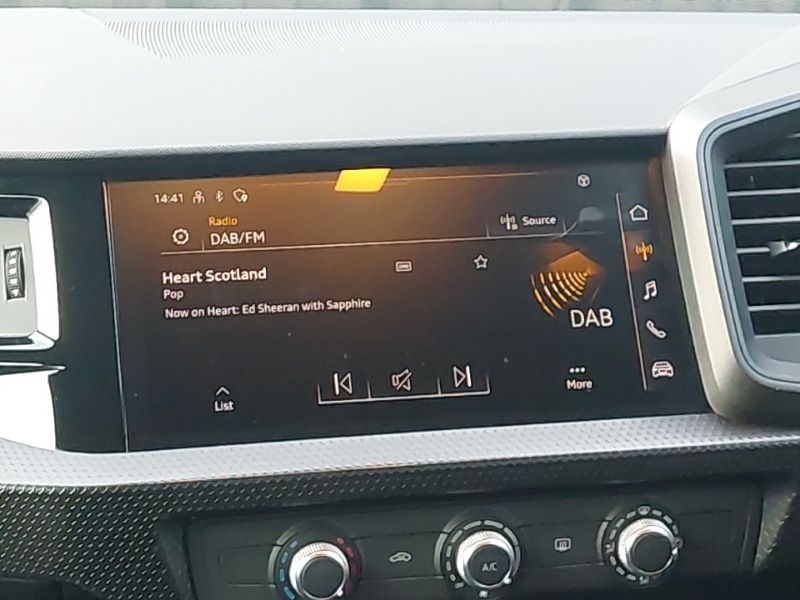 14:41
Radio
DAB/FM
Source
Heart Scotland
Pop
Now on Heart: Ed Sheeran with Sapphire
DAB
List
More
A/C